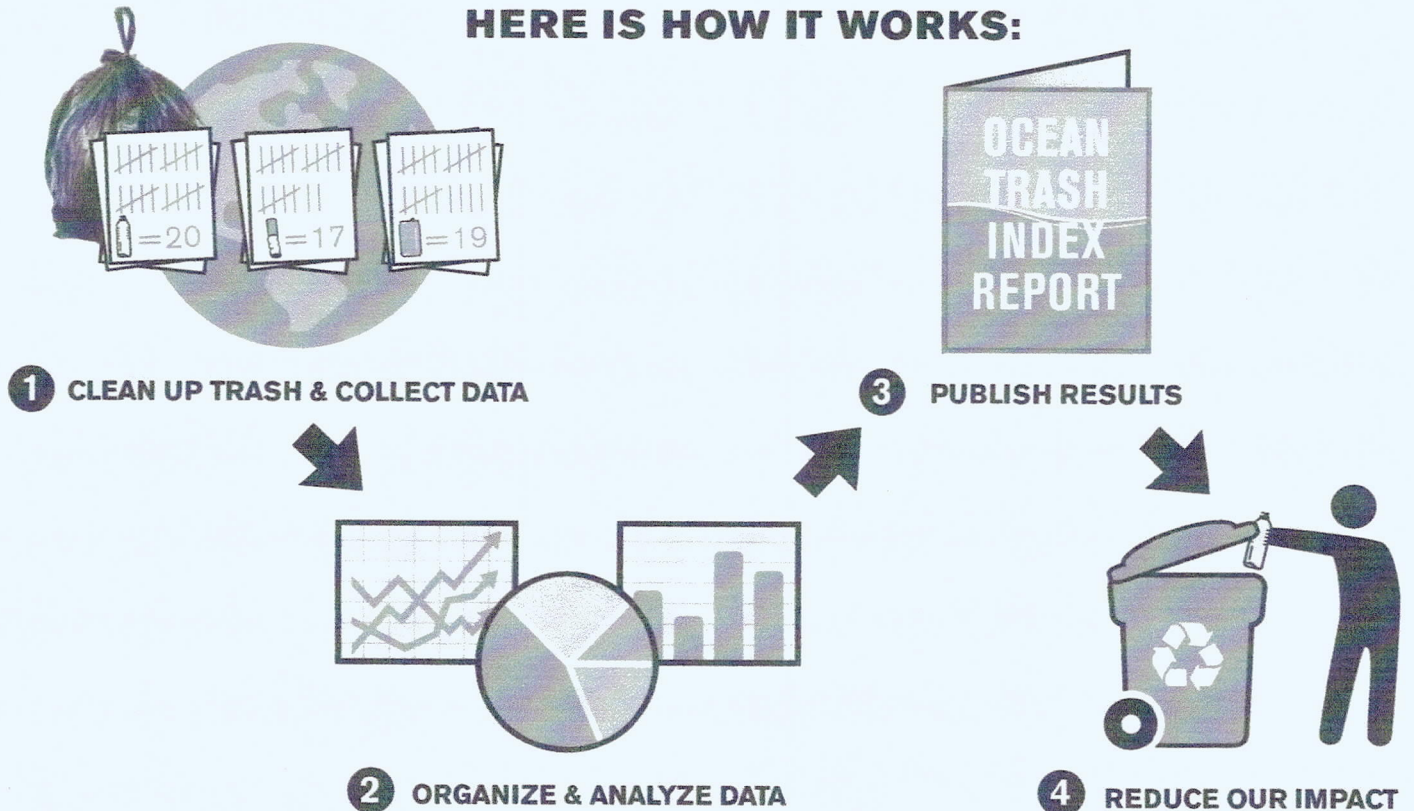 HERE IS HOW IT WORKS:
=20
=17
=19
1 CLEAN UP TRASH & COLLECT DATA
OCEAN
TRASH
INDEX
REPORT
3 PUBLISH RESULTS
2 ORGANIZE & ANALYZE DATA
4 REDUCE OUR IMPACT